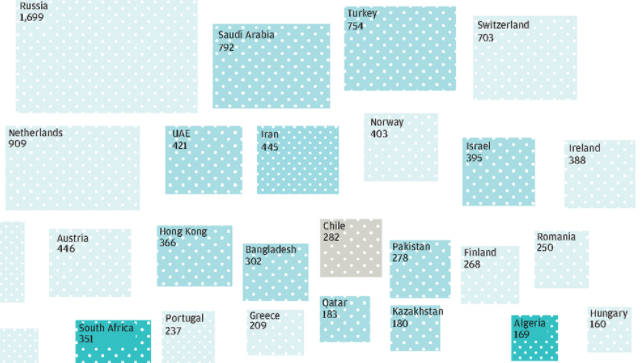 Russia
1,699
Saudi Arabia
792
Turkey
754
Switzerland
703
Netherlands
909
UAE
421
Iran
445
Norway
403
Israel
395
Ireland
388
Austria
446
Hong Kong
366
Bangladesh
302
Chile
282
Pakistan
278
Finland
268
Romania
250
South Africa
351
Portugal
237
Greece
209
Qatar
183
Kazakhstan
180
Algeria
169
Hungary
160